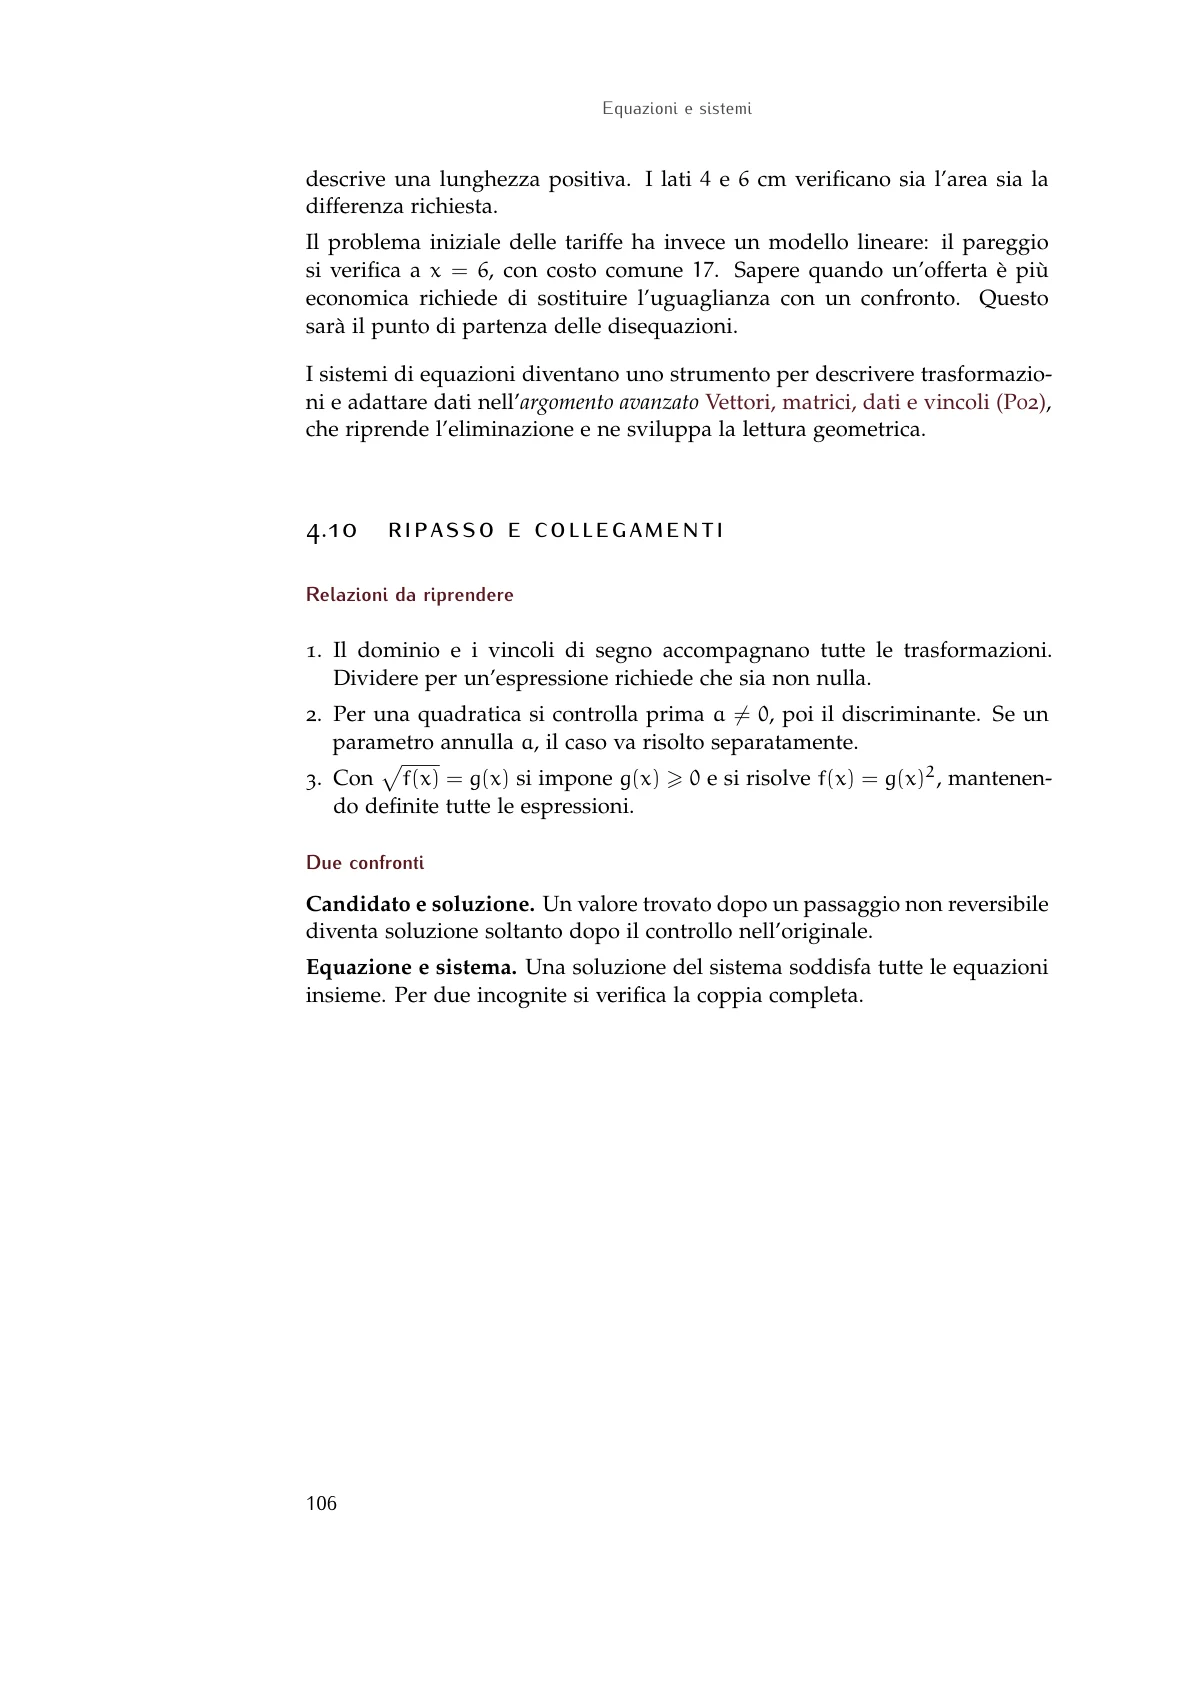 Equazioni e sistemi
descrive una lunghezza positiva. I lati 4 e 6 cm verificano sia l'area sia la
differenza richiesta.
Il problema iniziale delle tariffe ha invece un modello lineare: il pareggio
si verifica a x = 6, con costo comune 17. Sapere quando un'offerta è più
economica richiede di sostituire l'uguaglianza con un confronto. Questo
sarà il punto di partenza delle disequazioni.
I sistemi di equazioni diventano uno strumento per descrivere trasformazio-
ni e adattare dati nell'argomento avanzato Vettori, matrici, dati e vincoli (P02),
che riprende l'eliminazione e ne sviluppa la lettura geometrica.
4.10 RIPASSO E COLLEGAMENTI
Relazioni da riprendere
1. Il dominio e i vincoli di segno accompagnano tutte le trasformazioni.
Dividere per un'espressione richiede che sia non nulla.
2. Per una quadratica si controlla prima a ≠ 0, poi il discriminante. Se un
parametro annulla a, il caso va risolto separatamente.
3. Con √f(x) = g(x) si impone g(x) ⩾ 0 e si risolve f(x) = g(x)², mantenen-
do definite tutte le espressioni.
Due confronti
Candidato e soluzione. Un valore trovato dopo un passaggio non reversibile
diventa soluzione soltanto dopo il controllo nell'originale.
Equazione e sistema. Una soluzione del sistema soddisfa tutte le equazioni
insieme. Per due incognite si verifica la coppia completa.
106